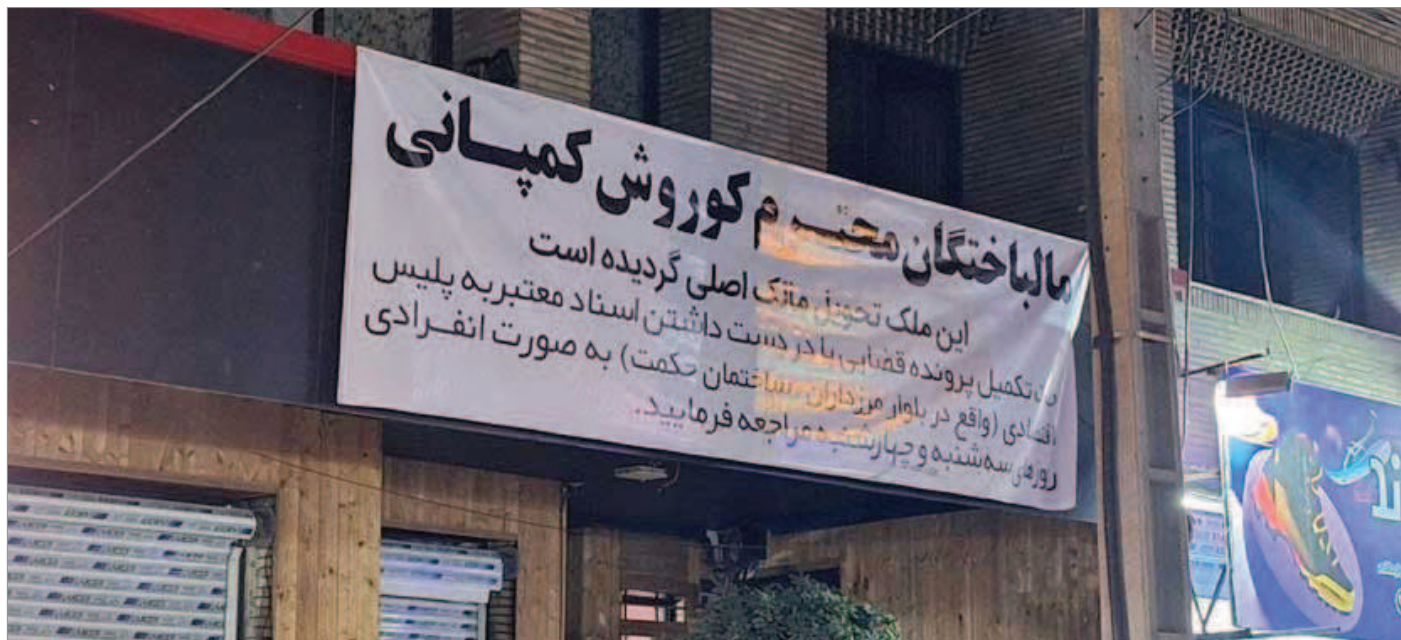 مالباختگان محترم کوروش کمپانی
این ملک تحویل مالک اصلی گردیده است
تکمیل پرونده قضایی با در دست داشتن اسناد معتبر به پلیس
اقتصادی (واقع در بلوار مرزداران - ساختمان حکمت) به صورت انفرادی
روزهای سه‌شنبه و چهارشنبه مراجعه فرمایید.